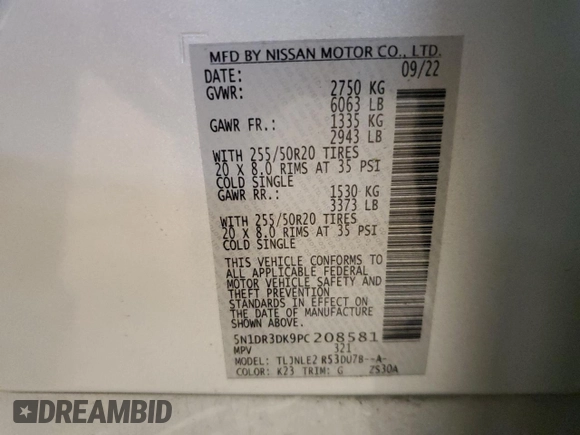 MFD BY NISSAN MOTOR CO., LTD.
DATE: 09/22
GVWR: 2750 KG
6063 LB
GAWR FR.: 1335 KG
2943 LB
WITH 255/50R20 TIRES
20 x 8.0 RIMS AT 35 PSI
COLD SINGLE
GAWR RR.: 1530 KG
3373 LB
WITH 255/50R20 TIRES
20 x 8.0 RIMS AT 35 PSI
COLD SINGLE
THIS VEHICLE CONFORMS TO
ALL APPLICABLE FEDERAL
MOTOR VEHICLE SAFETY AND
THEFT PREVENTION
STANDARDS IN EFFECT ON
THE DATE OF MANUFACTURE
SHOWN ABOVE.
5N1DR3DK9PC208581
MPV 321
MODEL: TLJNLE2 R53DU7B--A-
COLOR: K23 TRIM: G ZS30A
DREAMBID